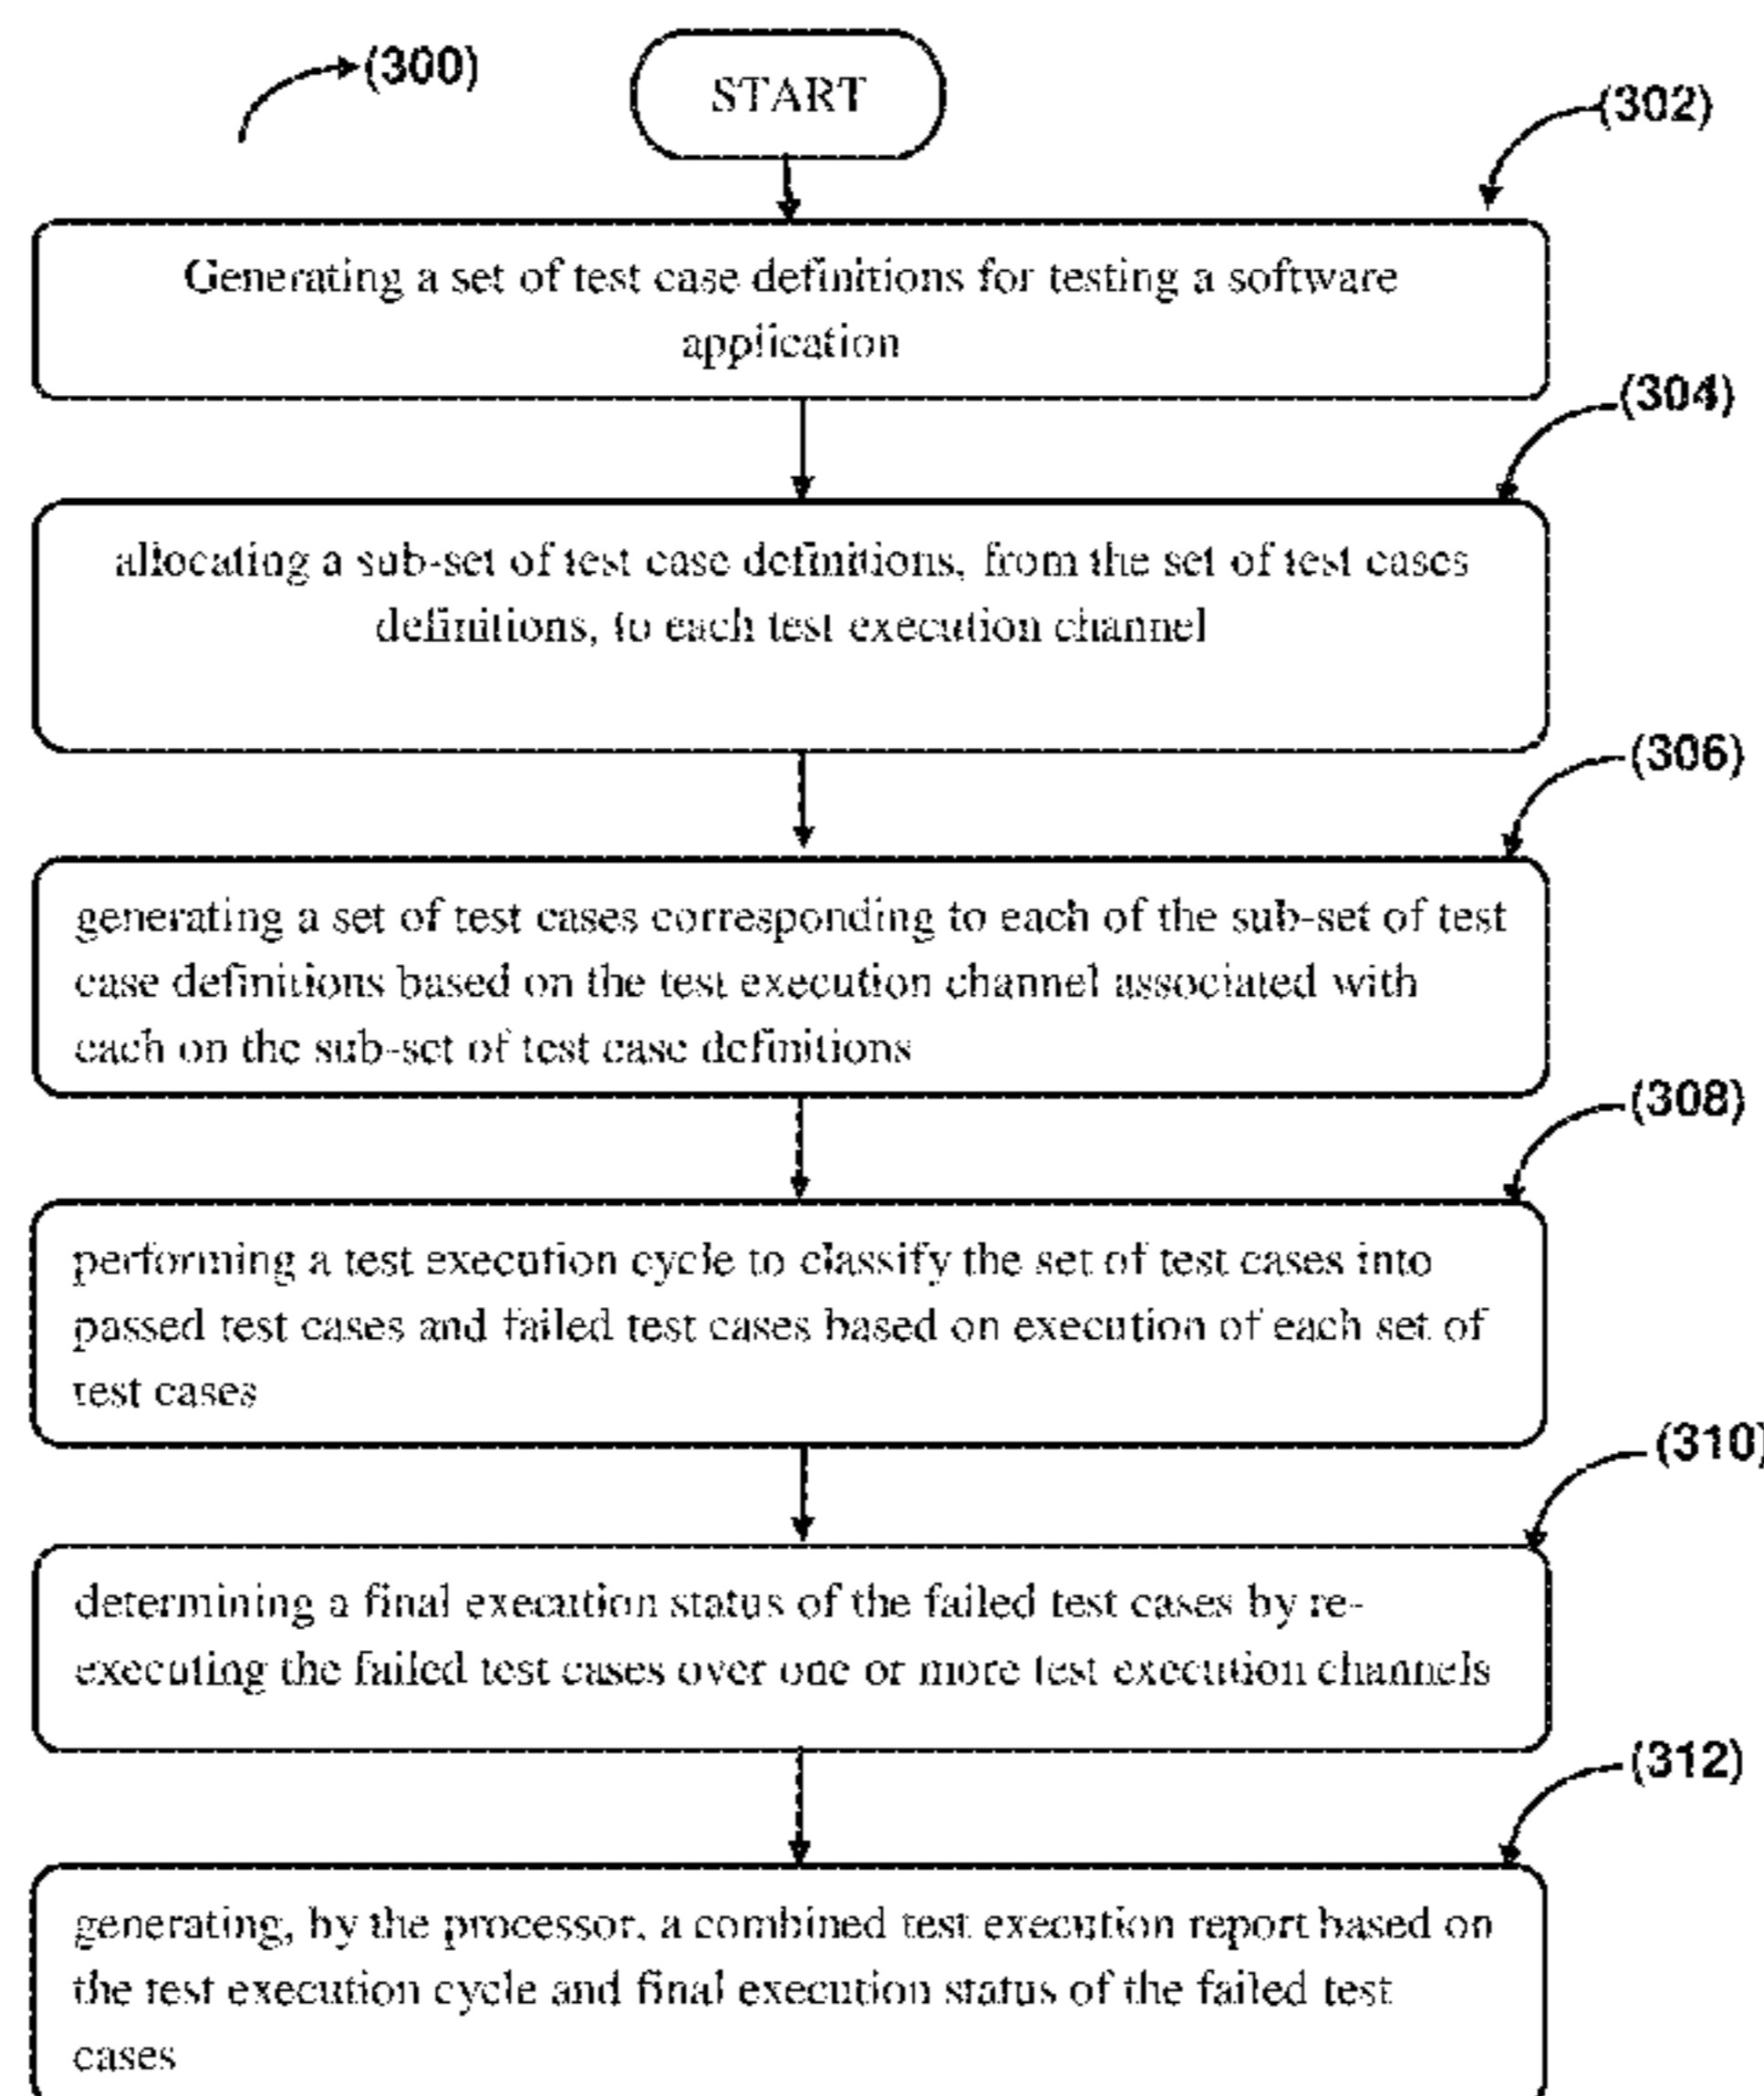 (300)
START
(302)
Generating a set of test case definitions for testing a software
application
(304)
allocating a sub-set of test case definitions, from the set of test cases
definitions, to each test execution channel
(306)
generating a set of test cases corresponding to each of the sub-set of test
case definitions based on the test execution channel associated with
each on the sub-set of test case definitions
(308)
performing a test execution cycle to classify the set of test cases into
passed test cases and failed test cases based on execution of each set of
test cases
(310)
determining a final execution status of the failed test cases by re-
executing the failed test cases over one or more test execution channels
(312)
generating, by the processor, a combined test execution report based on
the test execution cycle and final execution status of the failed test
cases